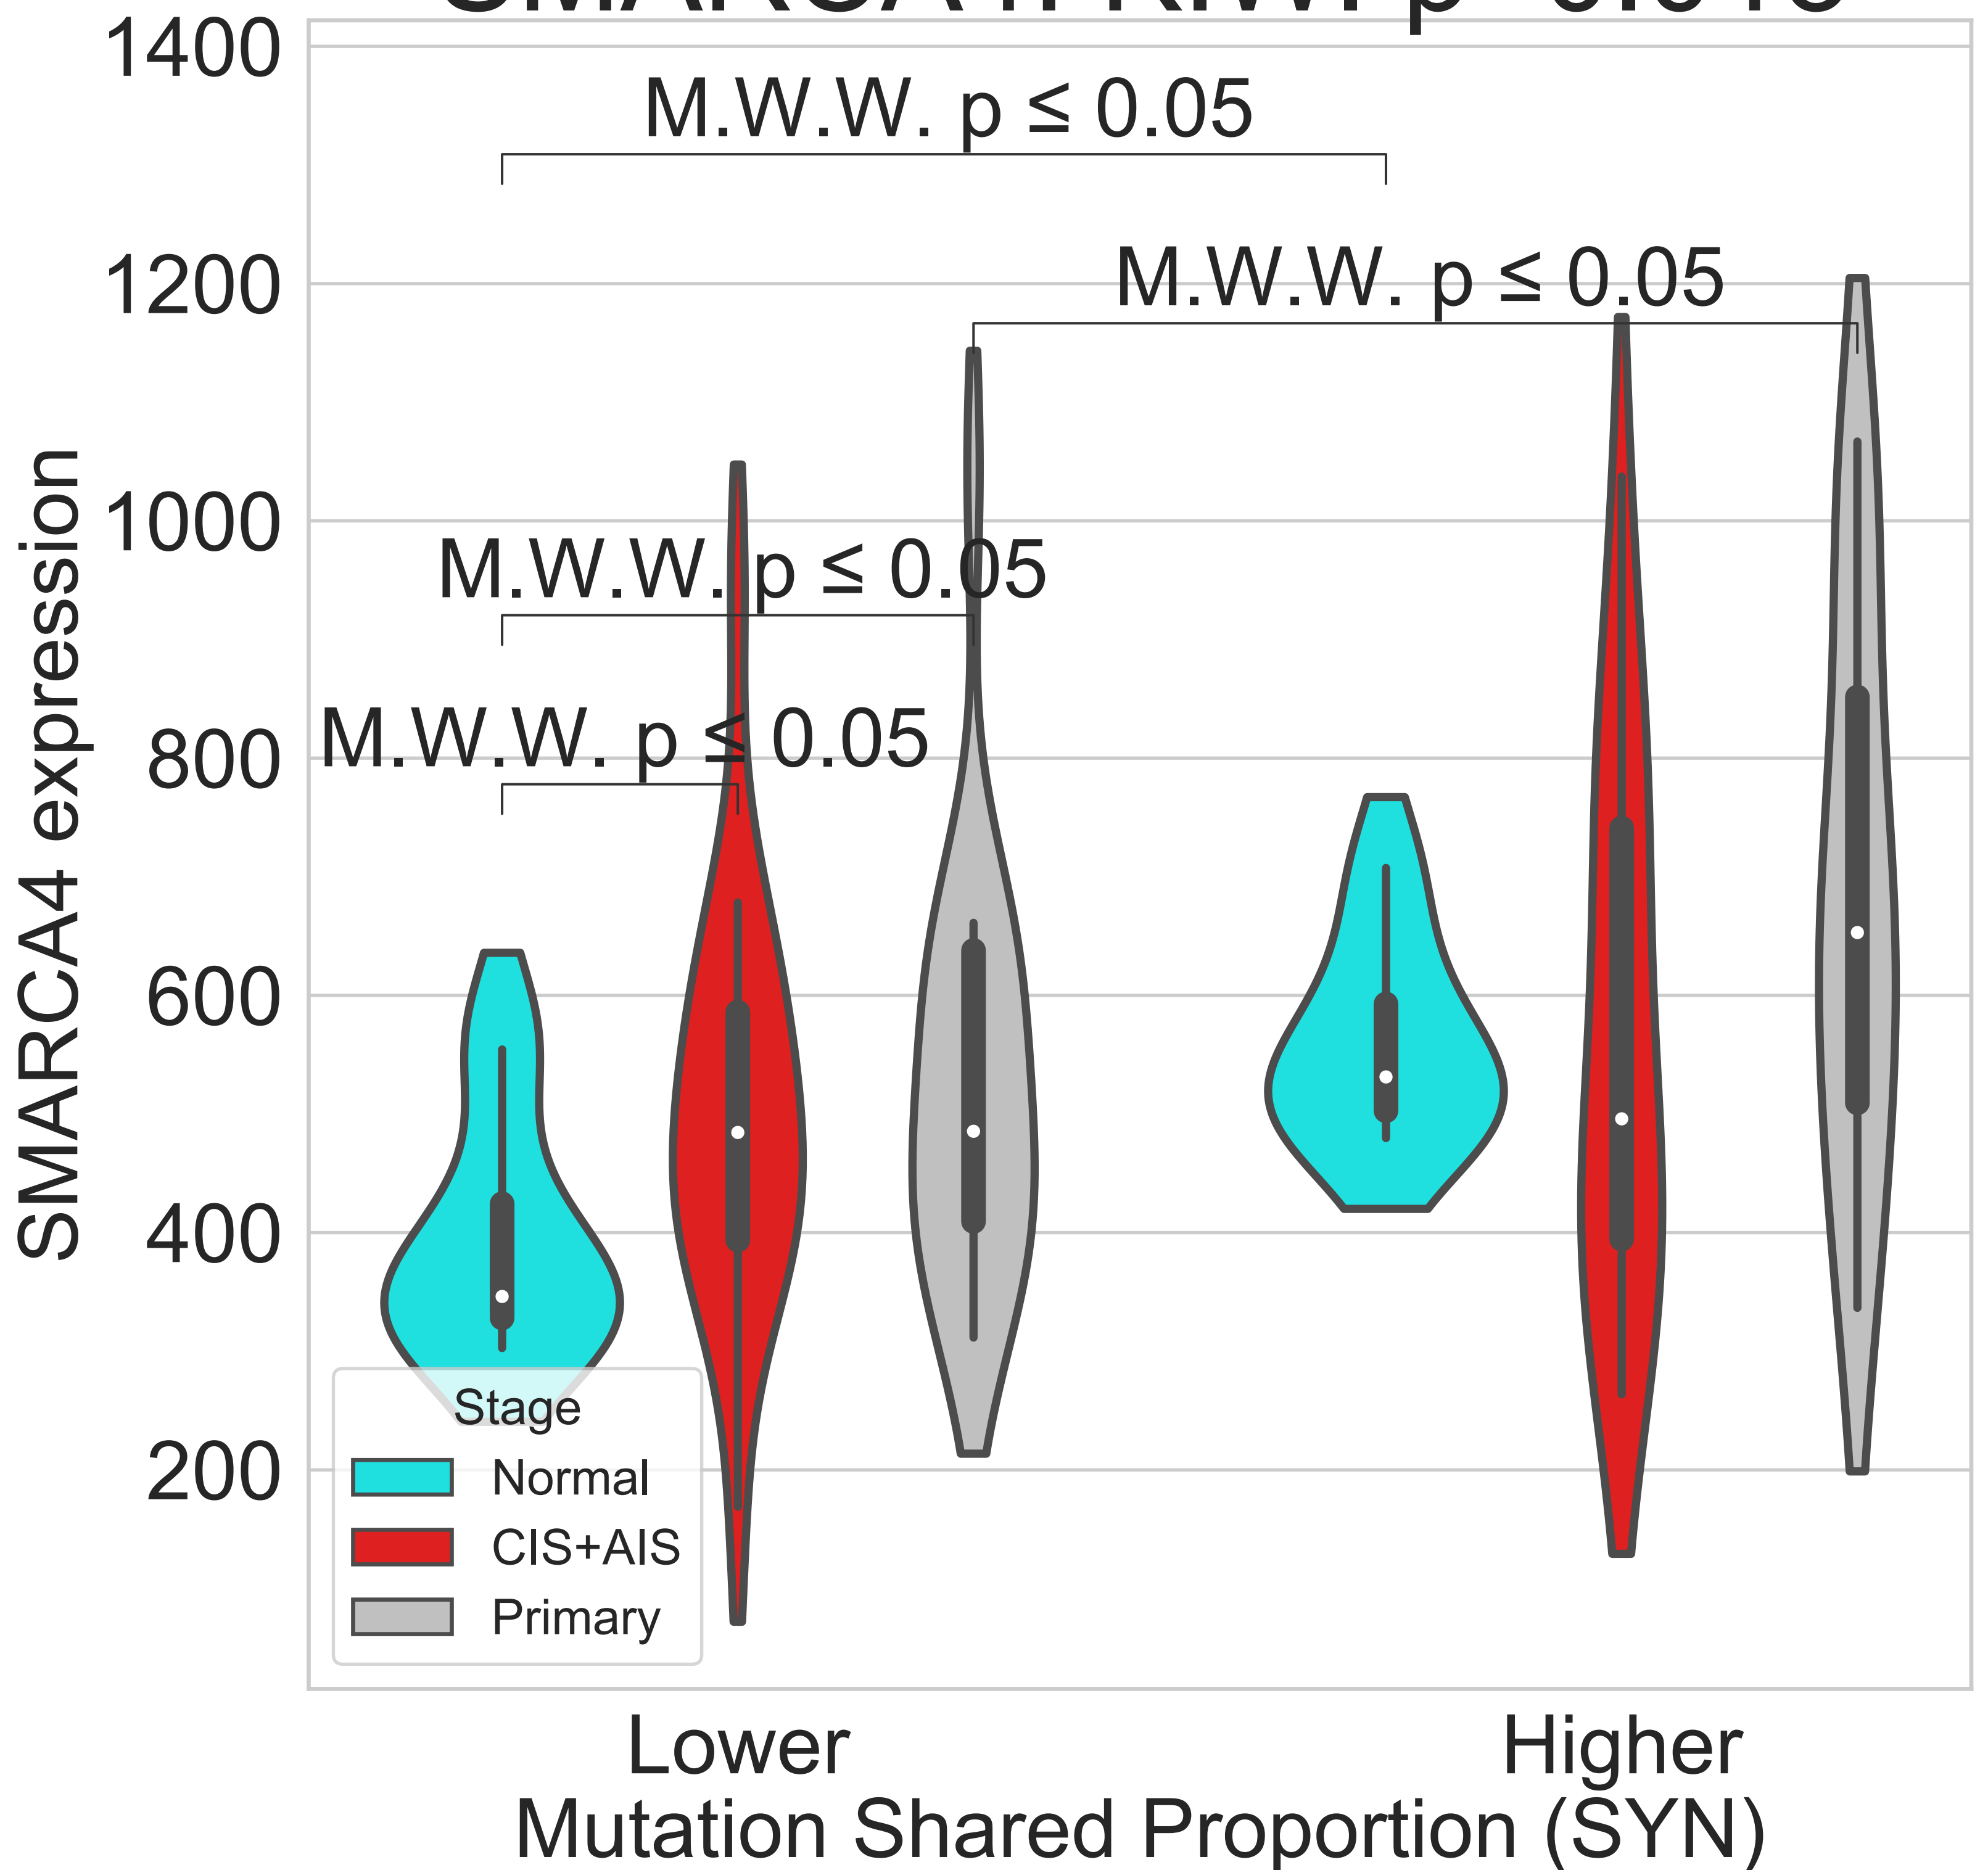 1400
M.W.W. p ≤ 0.05
M.W.W. p ≤ 0.05
1200
1000
M.W.W. p ≤ 0.05
M.W.W. p ≤ 0.05
800
600
400
200
SMARCA4 expression
Stage
Normal
CIS+AIS
Primary
Lower
Higher
Mutation Shared Proportion (SYN)